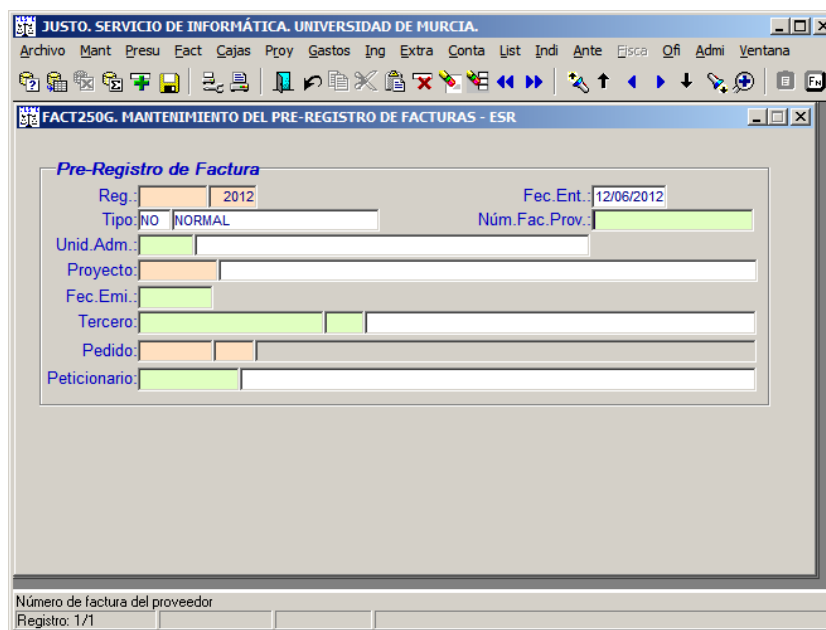 JUSTO. SERVICIO DE INFORMÁTICA. UNIVERSIDAD DE MURCIA.
Archivo Mant Presu Fact Cajas Proy Gastos Ing Extra Conta List Indi Ante Fisca Ofi Admi Ventana
FACT250G. MANTENIMIENTO DEL PRE-REGISTRO DE FACTURAS - ESR
Pre-Registro de Factura
Reg.: 2012 Fec.Ent.: 12/06/2012
Tipo: NO NORMAL Núm.Fac.Prov.:
Unid.Adm.:
Proyecto:
Fec.Emi.:
Tercero:
Pedido:
Peticionario:
Número de factura del proveedor
Registro: 1/1